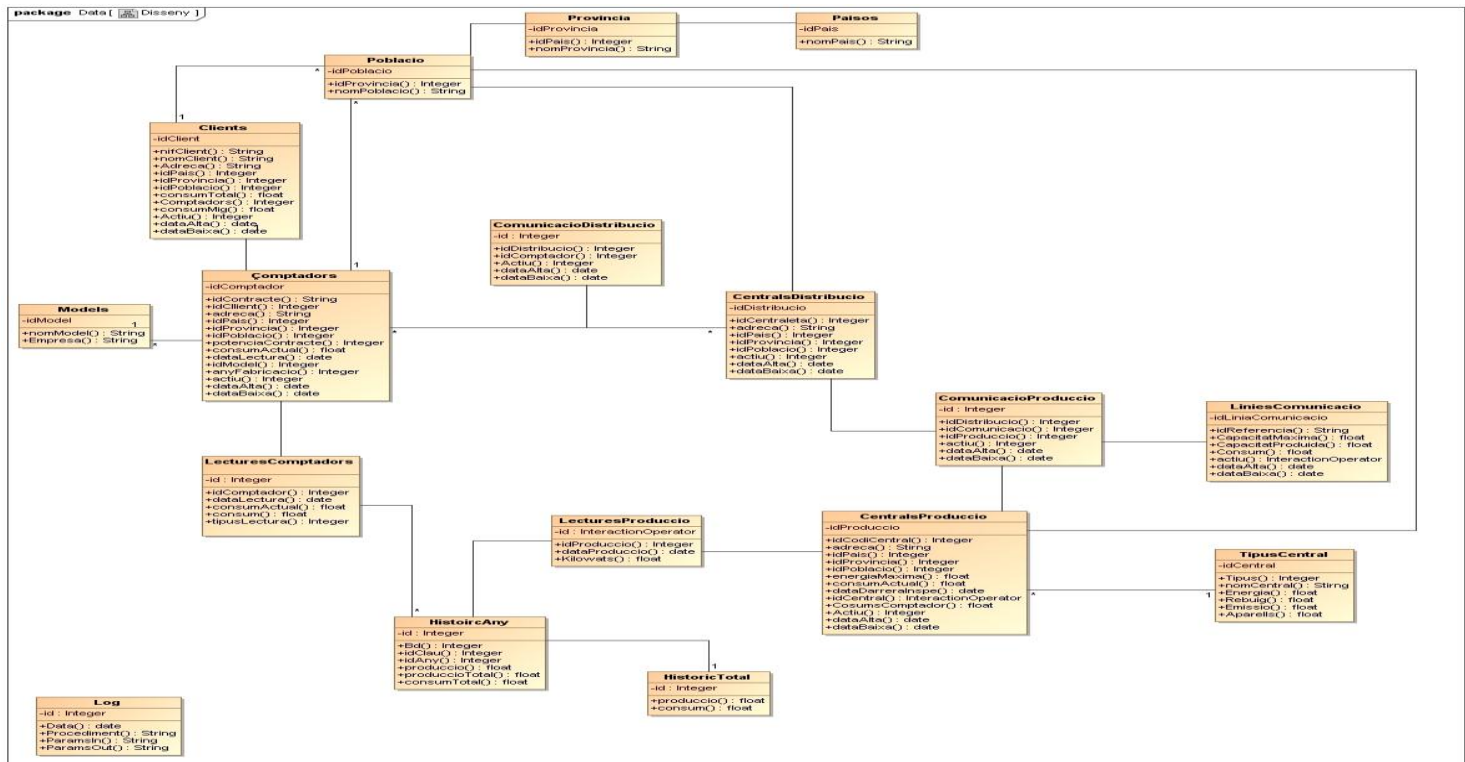 package Data[ Disseny ]
Provincia
-idProvincia
+idPais() : Integer
+nomProvincia() : String
Paisos
-idPais
+nomPais() : String
Poblacio
-idPoblacio
+idProvincia() : Integer
+nomPoblacio() : String
*
1
*
1
Clients
-idClient
+nifClient() : String
+nomClient() : String
+Adreca() : String
+idPais() : Integer
+idProvincia() : Integer
+idPoblacio() : Integer
+consumTotal() : float
+Comptadors() : Integer
+consumMig() : float
+Actiu() : Integer
+dataAlta() : date
+dataBaixa() : date
ComunicacioDistribucio
-id : Integer
+idDistribucio() : Integer
+idComptador() : Integer
+Actiu() : Integer
+dataAlta() : date
+dataBaixa() : date
Comptadors
-idComptador
+idContracte() : String
+idCllient() : Integer
+adreca() : String
+idPais() : Integer
+idProvincia() : Integer
+idPoblacio() : Integer
+potenciaContracte() : Integer
+consumActual() : float
+dataLectura() : date
+idModel() : Integer
+anyFabricacio() : Integer
+actiu() : Integer
+dataAlta() : date
+dataBaixa() : date
*
*
Models
-idModel
+nomModel() : String
+Empresa() : String
1
*
CentralsDistribucio
-idDistribucio
+idCentraleta() : Integer
+adreca() : String
+idPais() : Integer
+idProvincia() : Integer
+idPoblacio() : Integer
+actiu() : Integer
+dataAlta() : date
+dataBaixa() : date
ComunicacioProduccio
-id : Integer
+idDistribucio() : Integer
+idComunicacio() : Integer
+idProduccio() : Integer
+actiu() : Integer
+dataAlta() : date
+dataBaixa() : date
LiniesComunicacio
-idLiniaComunicacio
+idReferencia() : String
+CapacitatMaxima() : float
+CapacitatProduida() : float
+Consum() : float
+actiu() : InteractionOperator
+dataAlta() : date
+dataBaixa() : date
LecturesComptadors
-id : Integer
+idComptador() : Integer
+dataLectura() : date
+consumActual() : float
+consum() : float
+tipusLectura() : Integer
LecturesProduccio
-id : InteractionOperator
+idProduccio() : Integer
+dataProduccio() : date
+Kilowats() : float
CentralsProduccio
-idProduccio
+idCodiCentral() : Integer
+adreca() : Stirng
+idPais() : Integer
+idProvincia() : Integer
+idPoblacio() : Integer
+energiaMaxima() : float
+consumActual() : float
+dataDarreraInspe() : date
+idCentral() : InteractionOperator
+CosumsComptador() : float
+Actiu() : Integer
+dataAlta() : date
+dataBaixa() : date
*
1
TipusCentral
-idCentral
+Tipus() : Integer
+nomCentral() : Stirng
+Energia() : float
+Rebuig() : float
+Emissio() : float
+Aparells() : float
*
HistoircAny
-id : Integer
+Bd() : Integer
+idClau() : Integer
+idAny() : Integer
+produccio() : float
+produccioTotal() : float
+consumTotal() : float
1
HistoricTotal
-id : Integer
+produccio() : float
+consum() : float
Log
-id : Integer
+Data() : date
+Procediment() : String
+ParamsIn() : String
+ParamsOut() : String